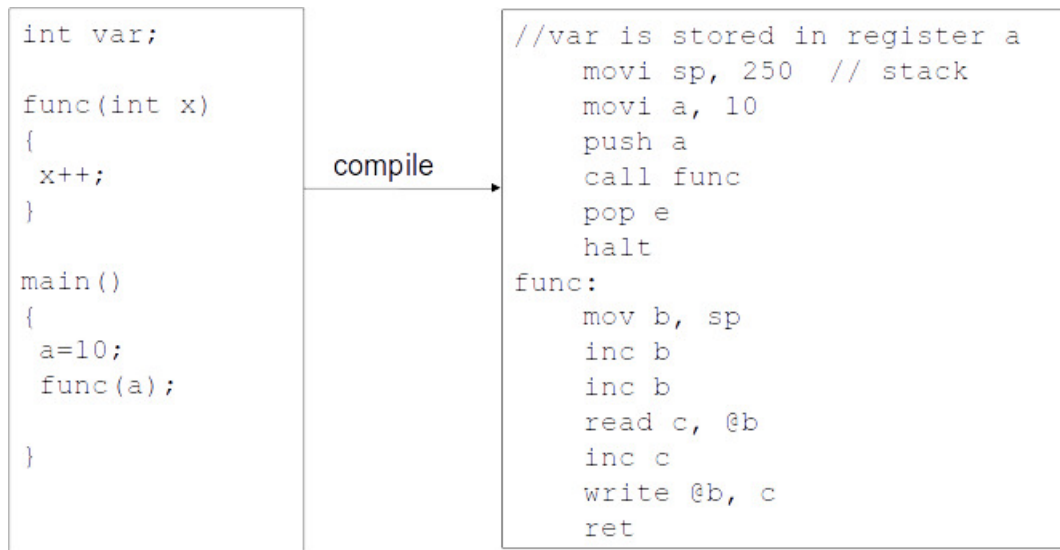 int var;
func(int x)
{
x++;
}
main()
{
a=10;
func(a);
}
compile
//var is stored in register a
movi sp, 250 // stack
movi a, 10
push a
call func
pop e
halt
func:
mov b, sp
inc b
inc b
read c, @b
inc c
write @b, c
ret